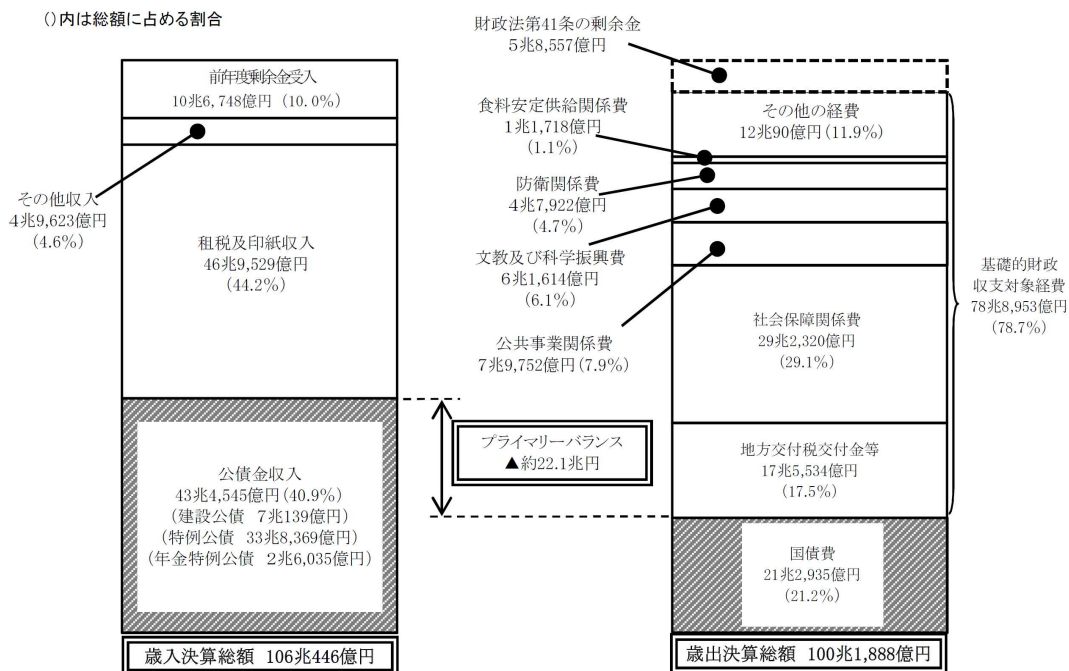 ()内は総額に占める割合
前年度剰余金受入
10兆6,748億円 (10.0%)
その他収入
4兆9,623億円
(4.6%)
租税及印紙収入
46兆9,529億円
(44.2%)
公債金収入
43兆4,545億円(40.9%)
(建設公債 7兆139億円)
(特例公債 33兆8,369億円)
(年金特例公債 2兆6,035億円)
歳入決算総額 106兆446億円
プライマリーバランス
▲約22.1兆円
財政法第41条の剰余金
5兆8,557億円
食料安定供給関係費
1兆1,718億円
(1.1%)
防衛関係費
4兆7,922億円
(4.7%)
文教及び科学振興費
6兆1,614億円
(6.1%)
公共事業関係費
7兆9,752億円(7.9%)
その他の経費
12兆90億円(11.9%)
社会保障関係費
29兆2,320億円
(29.1%)
地方交付税交付金等
17兆5,534億円
(17.5%)
国債費
21兆2,935億円
(21.2%)
歳出決算総額 100兆1,888億円
基礎的財政
収支対象経費
78兆8,953億円
(78.7%)